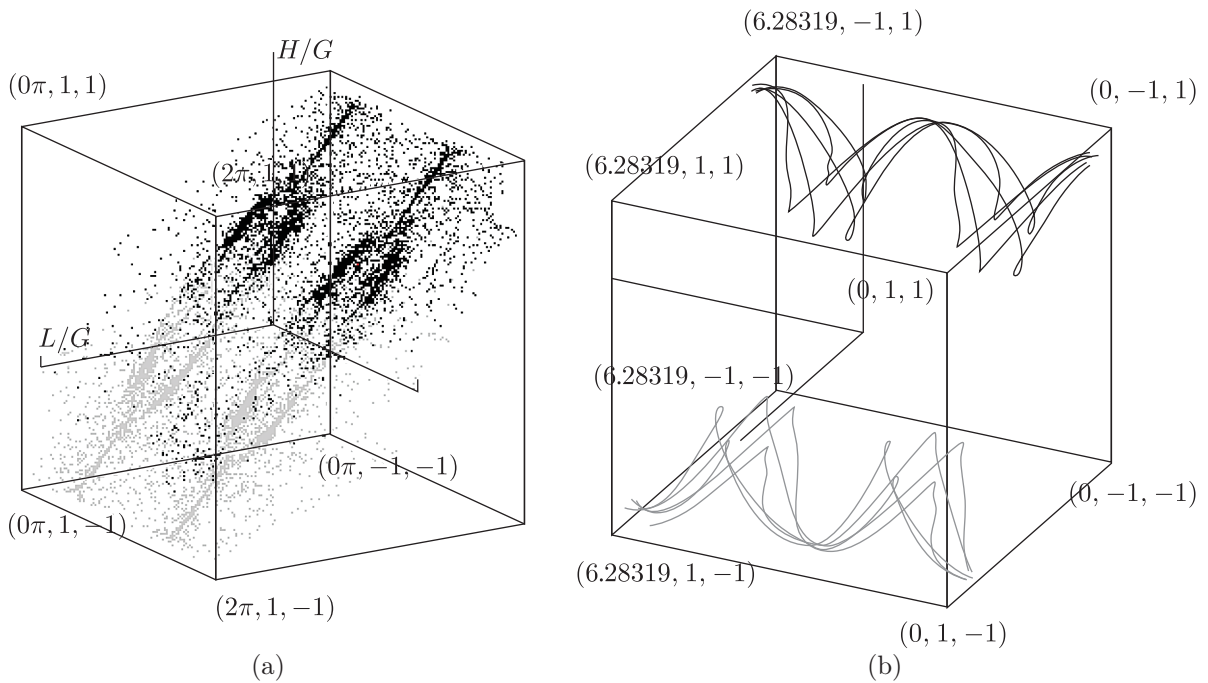 H/G
(0π, 1, 1)
(2π, 1,
L/G
(0π, −1, −1)
(0π, 1, −1)
(2π, 1, −1)
(a)
(6.28319, −1, 1)
(0, −1, 1)
(6.28319, 1, 1)
(0, 1, 1)
(6.28319, −1, −1)
(0, −1, −1)
(6.28319, 1, −1)
(0, 1, −1)
(b)